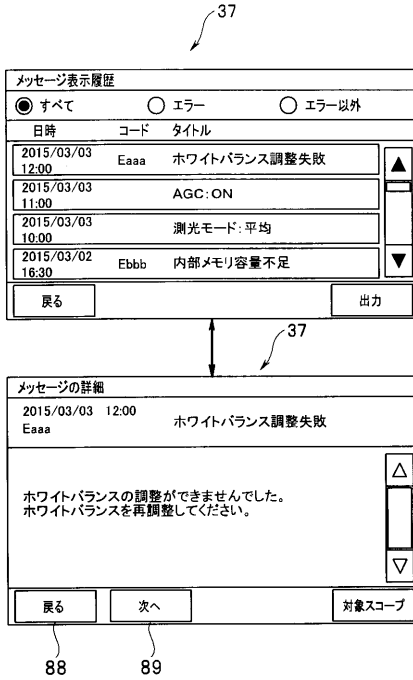 37
メッセージ表示履歴
すべて エラー エラー以外
日時 コード タイトル
2015/03/03
12:00 Eaaa ホワイトバランス調整失敗
2015/03/03
11:00 AGC:ON
2015/03/03
10:00 測光モード:平均
2015/03/02
16:30 Ebbb 内部メモリ容量不足
戻る 出力
37
メッセージの詳細
2015/03/03 12:00
Eaaa ホワイトバランス調整失敗
ホワイトバランスの調整ができませんでした。
ホワイトバランスを再調整してください。
戻る 次へ 対象スコープ
88 89